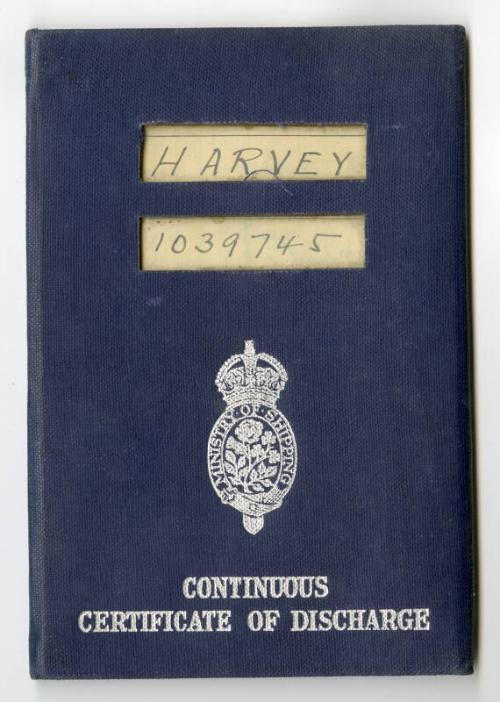 HARVEY
1039745
MINISTRY·OF·SHIPPING
CONTINUOUS
CERTIFICATE OF DISCHARGE